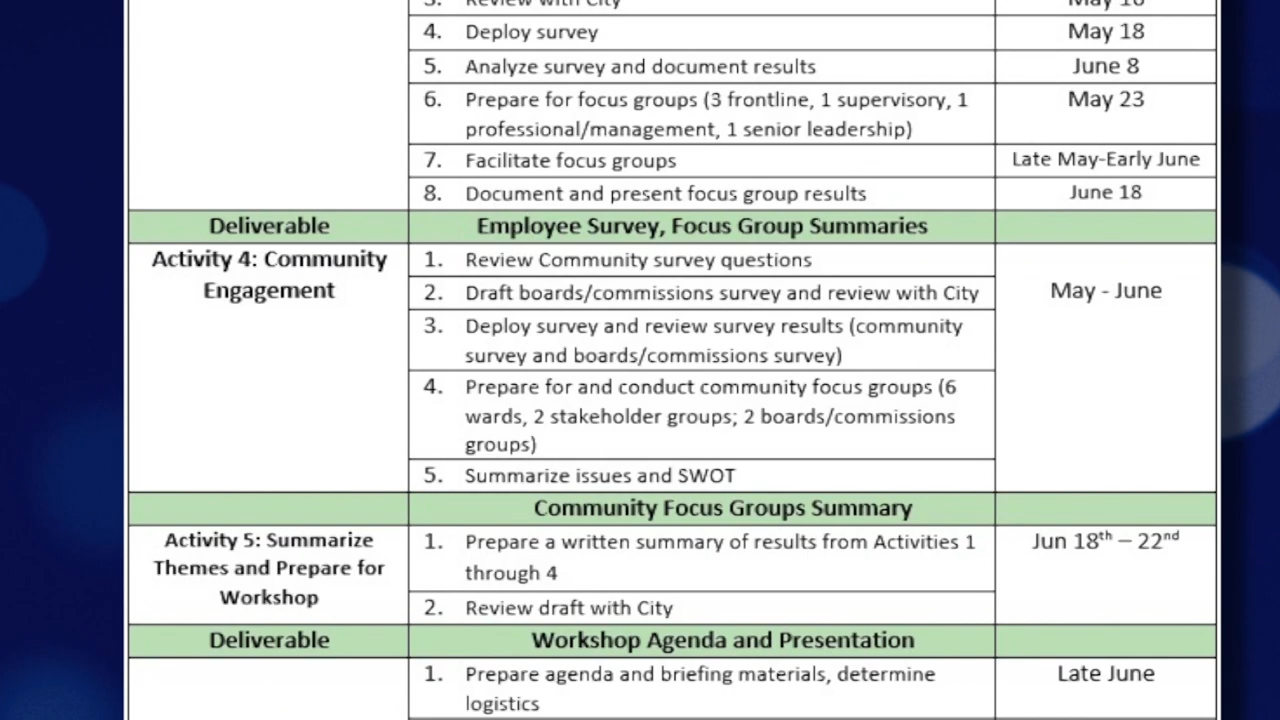 3. Review with City May 16
4. Deploy survey May 18
5. Analyze survey and document results June 8
6. Prepare for focus groups (3 frontline, 1 supervisory, 1 May 23
professional/management, 1 senior leadership)
7. Facilitate focus groups Late May-Early June
8. Document and present focus group results June 18
Deliverable Employee Survey, Focus Group Summaries
Activity 4: Community
Engagement
1. Review Community survey questions
2. Draft boards/commissions survey and review with City
3. Deploy survey and review survey results (community
survey and boards/commissions survey)
4. Prepare for and conduct community focus groups (6
wards, 2 stakeholder groups; 2 boards/commissions
groups)
5. Summarize issues and SWOT
May - June
Community Focus Groups Summary
Activity 5: Summarize
Themes and Prepare for
Workshop
1. Prepare a written summary of results from Activities 1
through 4
2. Review draft with City
Jun 18th – 22nd
Deliverable Workshop Agenda and Presentation
1. Prepare agenda and briefing materials, determine Late June
logistics